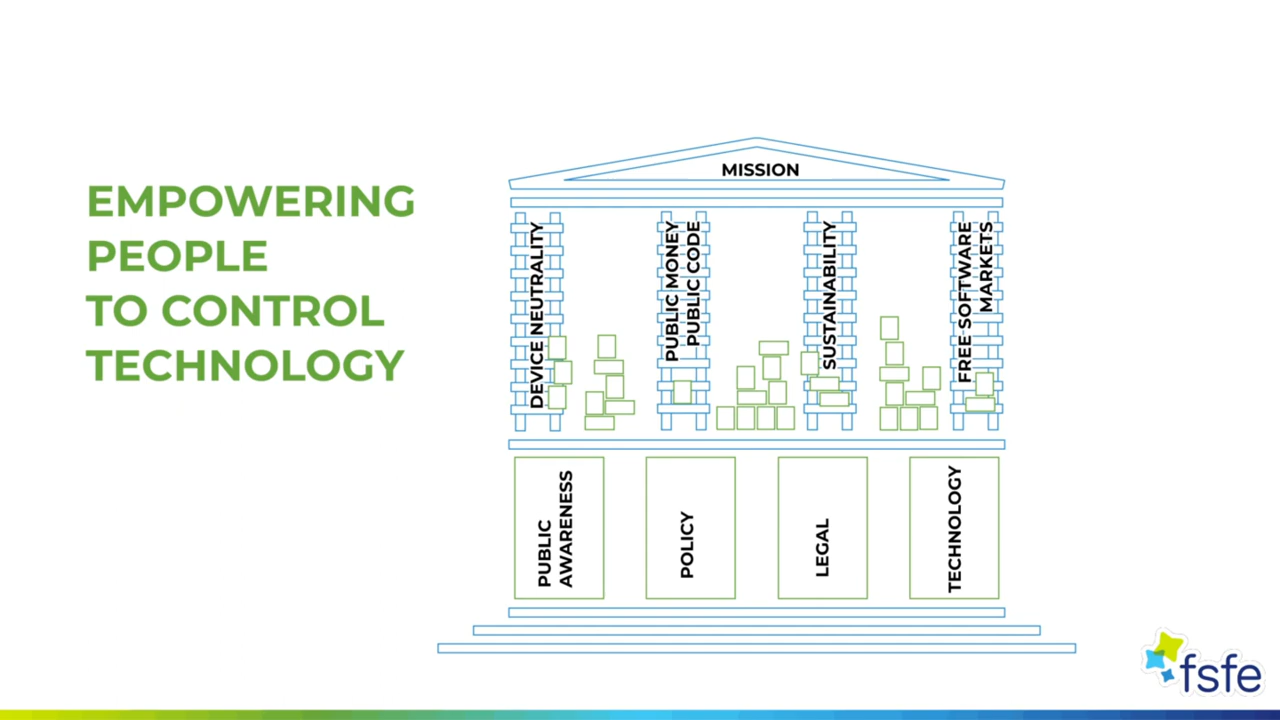 EMPOWERING
PEOPLE
TO CONTROL
TECHNOLOGY
MISSION
DEVICE NEUTRALITY
PUBLIC MONEY
PUBLIC CODE
SUSTAINABILITY
FREE SOFTWARE
MARKETS
PUBLIC
AWARENESS
POLICY
LEGAL
TECHNOLOGY
fsfe